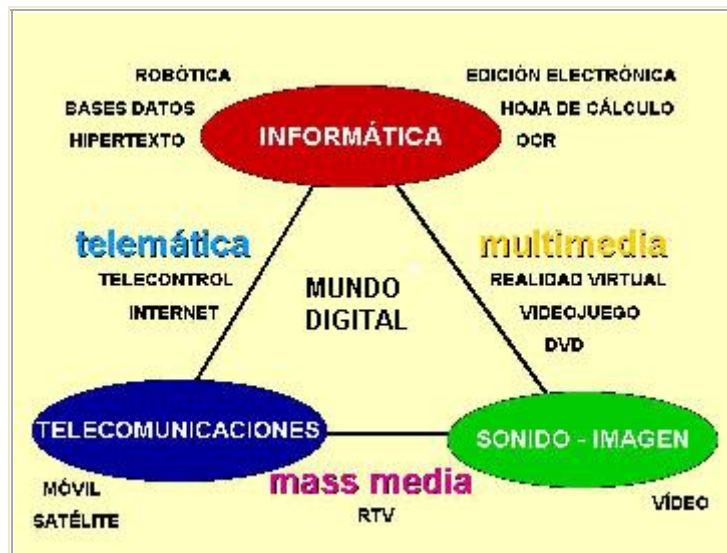 ROBÓTICA
BASES DATOS
HIPERTEXTO
INFORMÁTICA
EDICIÓN ELECTRÓNICA
HOJA DE CÁLCULO
OCR
telemática
TELECONTROL
INTERNET
MUNDO
DIGITAL
multimedia
REALIDAD VIRTUAL
VIDEOJUEGO
DVD
TELECOMUNICACIONES
SONIDO - IMAGEN
MÓVIL
SATÉLITE
mass media
RTV
VÍDEO